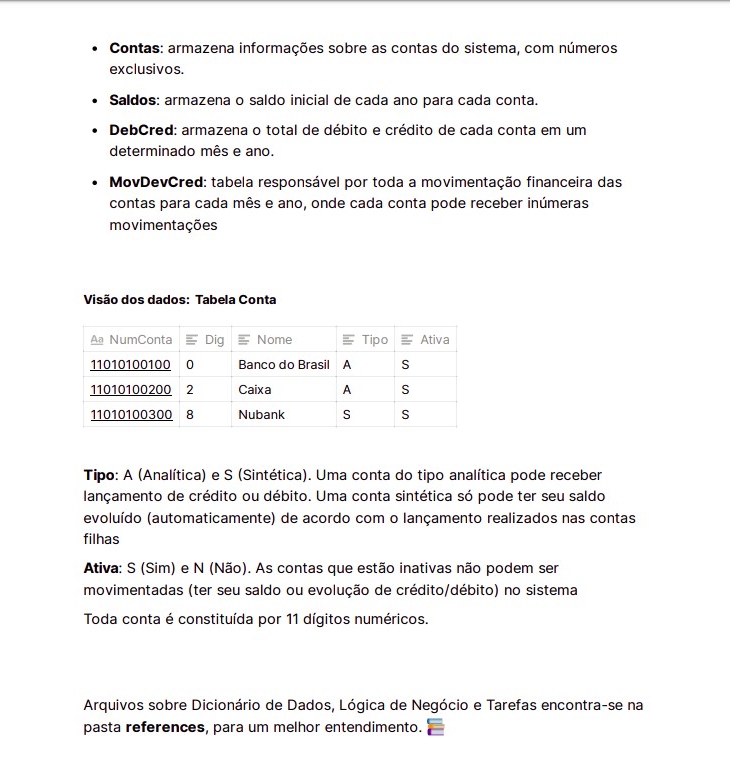 • Contas: armazena informações sobre as contas do sistema, com números
exclusivos.
• Saldos: armazena o saldo inicial de cada ano para cada conta.
• DebCred: armazena o total de débito e crédito de cada conta em um
determinado mês e ano.
• MovDevCred: tabela responsável por toda a movimentação financeira das
contas para cada mês e ano, onde cada conta pode receber inúmeras
movimentações
Visão dos dados: Tabela Conta
Aa NumConta Dig Nome Tipo Ativa
11010100100 0 Banco do Brasil A S
11010100200 2 Caixa A S
11010100300 8 Nubank S S
Tipo: A (Analítica) e S (Sintética). Uma conta do tipo analítica pode receber
lançamento de crédito ou débito. Uma conta sintética só pode ter seu saldo
evoluído (automaticamente) de acordo com o lançamento realizados nas contas
filhas
Ativa: S (Sim) e N (Não). As contas que estão inativas não podem ser
movimentadas (ter seu saldo ou evolução de crédito/débito) no sistema
Toda conta é constituída por 11 dígitos numéricos.
Arquivos sobre Dicionário de Dados, Lógica de Negócio e Tarefas encontra-se na
pasta references, para um melhor entendimento.